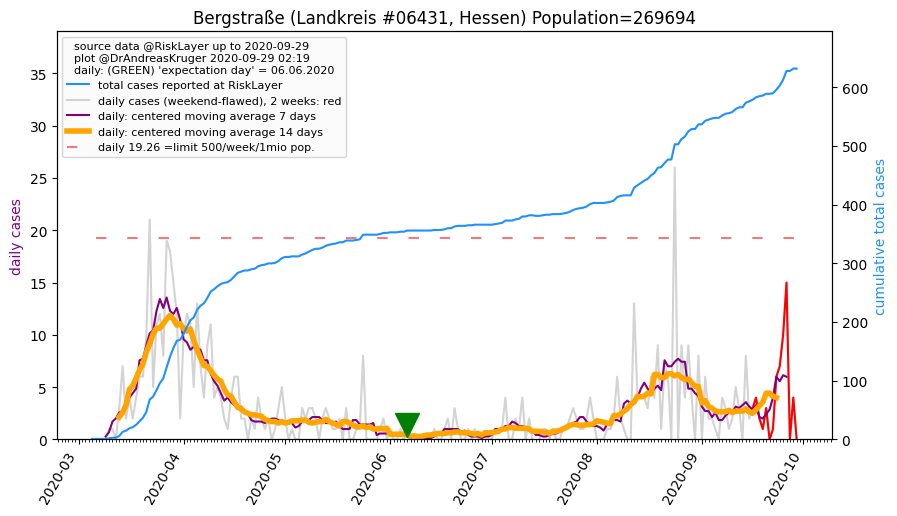 Bergstraße (Landkreis #06431, Hessen) Population=269694
source data @RiskLayer up to 2020-09-29
plot @DrAndreasKruger 2020-09-29 02:19
daily: (GREEN) 'expectation day' = 06.06.2020
total cases reported at RiskLayer
daily cases (weekend-flawed), 2 weeks: red
daily: centered moving average 7 days
daily: centered moving average 14 days
daily 19.26 =limit 500/week/1mio pop.
daily cases
35
30
25
20
15
10
5
0
cumulative total cases
600
500
400
300
200
100
0
2020-03
2020-04
2020-05
2020-06
2020-07
2020-08
2020-09
2020-10